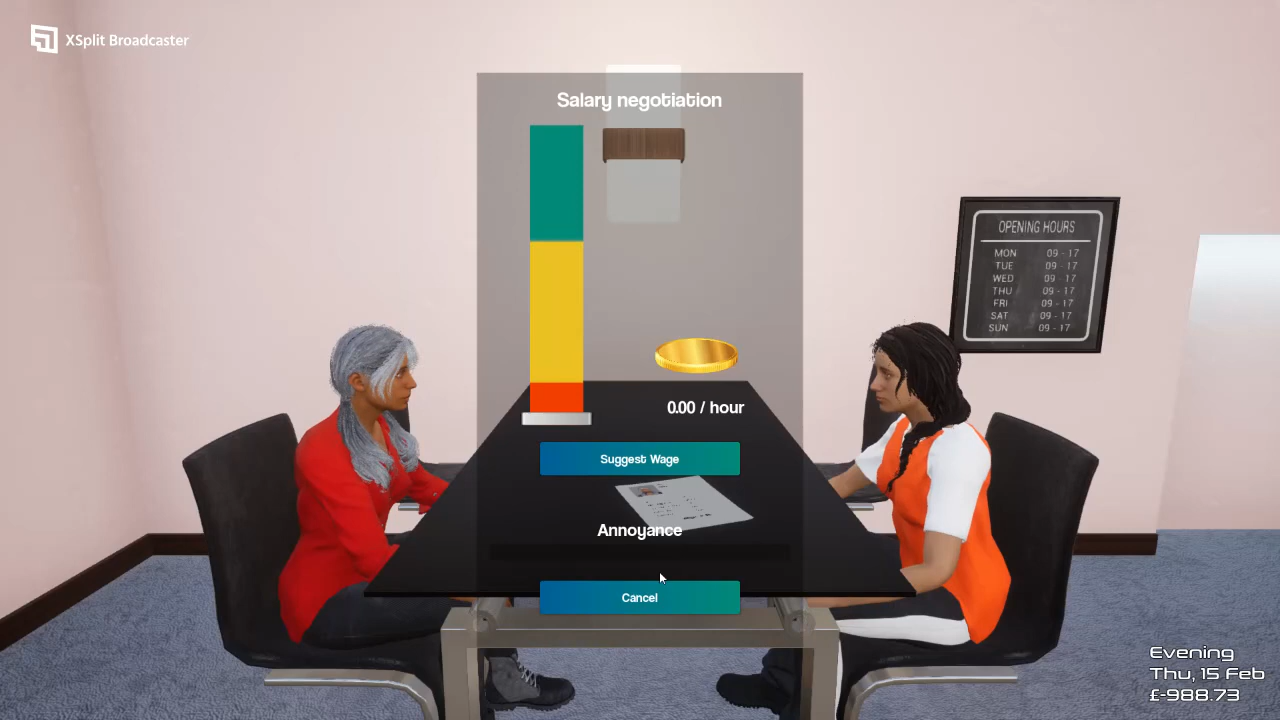 XSplit Broadcaster
Salary negotiation
OPENING HOURS
MON 09 - 17
TUE 09 - 17
WED 09 - 17
THU 09 - 17
FRI 09 - 17
SAT 09 - 17
SUN 09 - 17
0.00 / hour
Suggest Wage
Annoyance
Cancel
Evening
Thu, 15 Feb
£-988.73